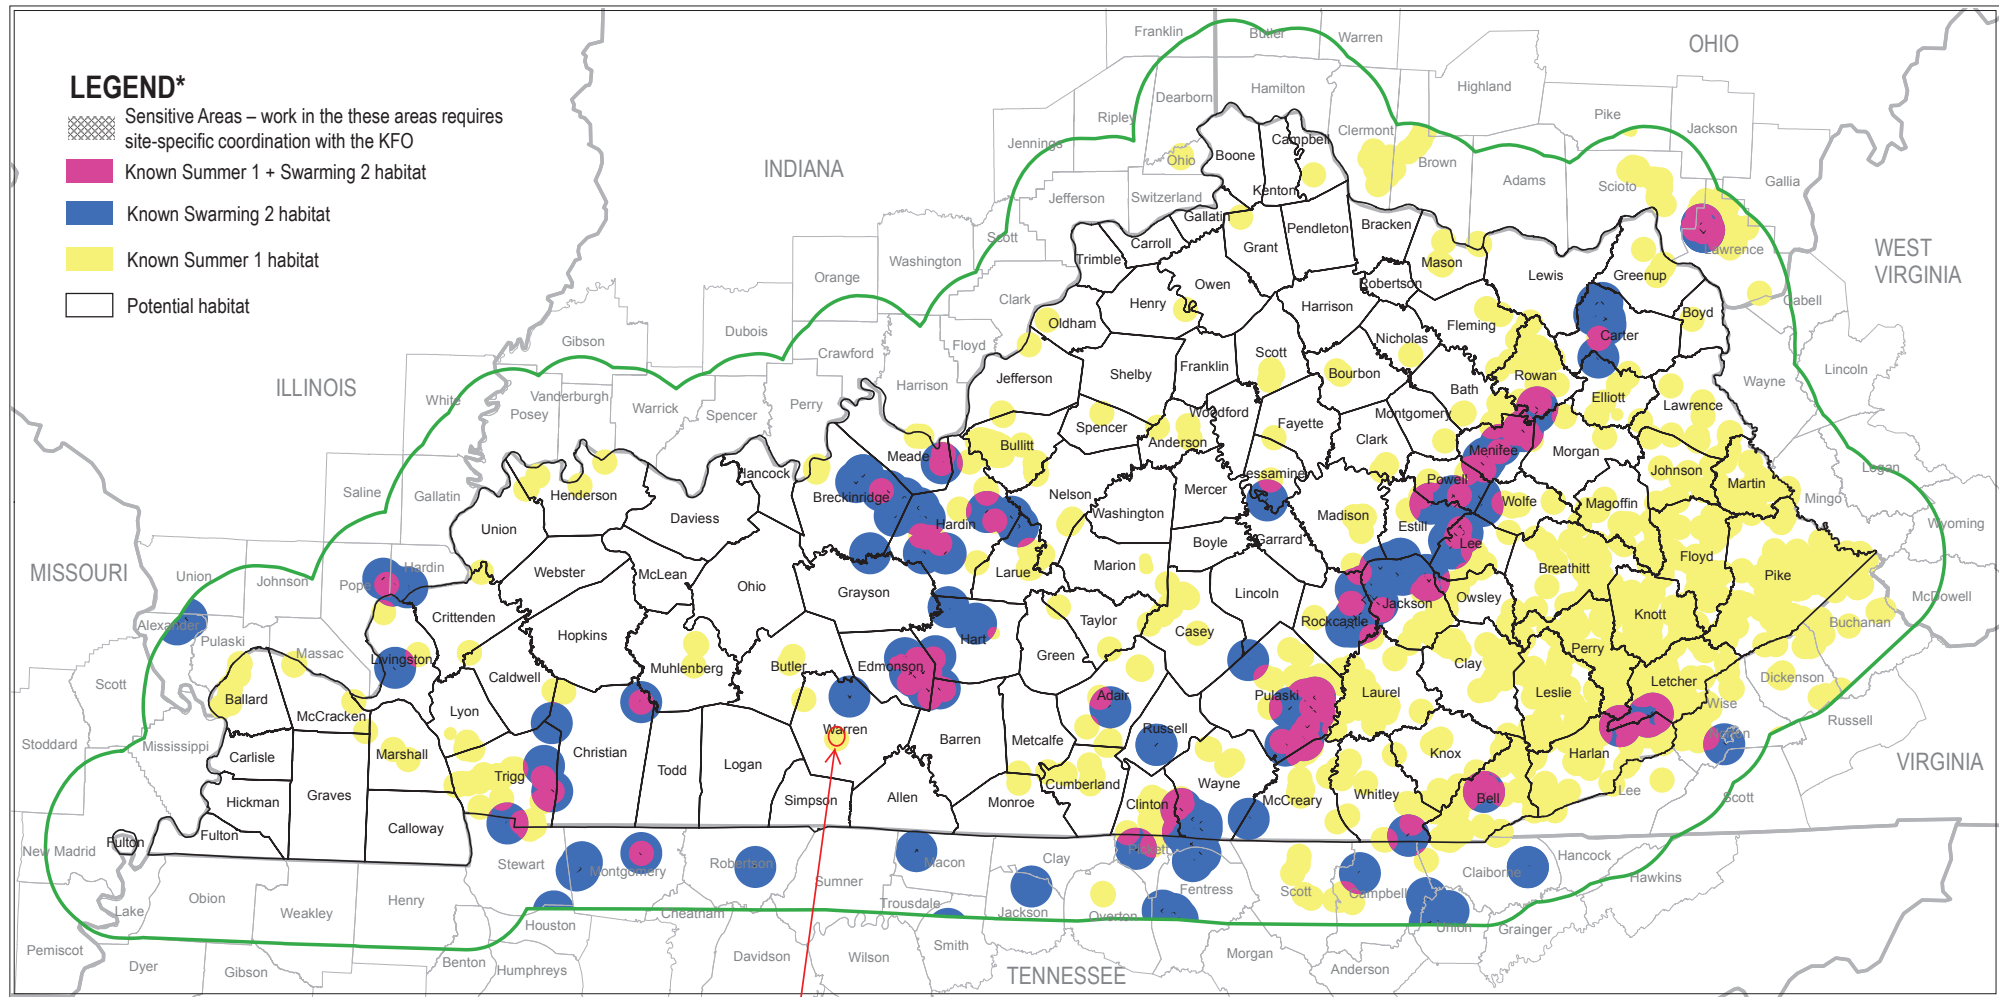 LEGEND*
Sensitive Areas – work in the these areas requires
site-specific coordination with the KFO
Known Summer 1 + Swarming 2 habitat
Known Swarming 2 habitat
Known Summer 1 habitat
Potential habitat
OHIO
INDIANA
WEST
VIRGINIA
ILLINOIS
MISSOURI
VIRGINIA
TENNESSEE
Franklin
Butler
Warren
Highland
Hamilton
Dearborn
Ripley
Clermont
Pike
Jackson
Jennings
Ohio
Brown
Adams
Scioto
Gallia
Jefferson
Switzerland
Scott
Washington
Orange
Lawrence
Clark
Dubois
Gibson
Floyd
Crawford
Harrison
Cabell
Wayne
Lincoln
White
Posey
Vanderburgh
Warrick
Spencer
Perry
Logan
Mingo
Wyoming
McDowell
Buchanan
Saline
Gallatin
Hardin
Pope
Union
Johnson
Alexander
Pulaski
Massac
Scott
Stoddard
Mississippi
New Madrid
Pemiscot
Dickenson
Wise
Russell
Lee
Scott
Boone
Campbell
Kenton
Gallatin
Carroll
Trimble
Grant
Pendleton
Bracken
Mason
Robertson
Lewis
Greenup
Boyd
Carter
Owen
Henry
Oldham
Harrison
Nicholas
Fleming
Rowan
Elliott
Lawrence
Jefferson
Shelby
Franklin
Scott
Bourbon
Bath
Montgomery
Woodford
Fayette
Clark
Menifee
Morgan
Johnson
Martin
Spencer
Anderson
Bullitt
Meade
Hancock
Breckinridge
Hardin
Nelson
Washington
Mercer
Jessamine
Madison
Powell
Estill
Wolfe
Magoffin
Lee
Floyd
Pike
Henderson
Union
Daviess
Webster
McLean
Ohio
Grayson
Larue
Marion
Boyle
Garrard
Breathitt
Knott
Crittenden
Hopkins
Hart
Taylor
Lincoln
Casey
Rockcastle
Jackson
Owsley
Perry
Livingston
Caldwell
Muhlenberg
Butler
Edmonson
Green
Pulaski
Laurel
Clay
Leslie
Letcher
Ballard
McCracken
Lyon
Adair
Russell
Warren
Barren
Metcalfe
Knox
Harlan
Carlisle
Marshall
Trigg
Christian
Todd
Logan
Cumberland
Clinton
Wayne
McCreary
Whitley
Bell
Hickman
Graves
Calloway
Simpson
Allen
Monroe
Fulton
Fulton
Stewart
Montgomery
Robertson
Sumner
Macon
Clay
Pickett
Fentress
Scott
Campbell
Claiborne
Hancock
Hawkins
Obion
Weakley
Henry
Lake
Houston
Cheatham
Trousdale
Jackson
Overton
Union
Grainger
Dyer
Gibson
Benton
Humphreys
Davidson
Wilson
Smith
Morgan
Anderson